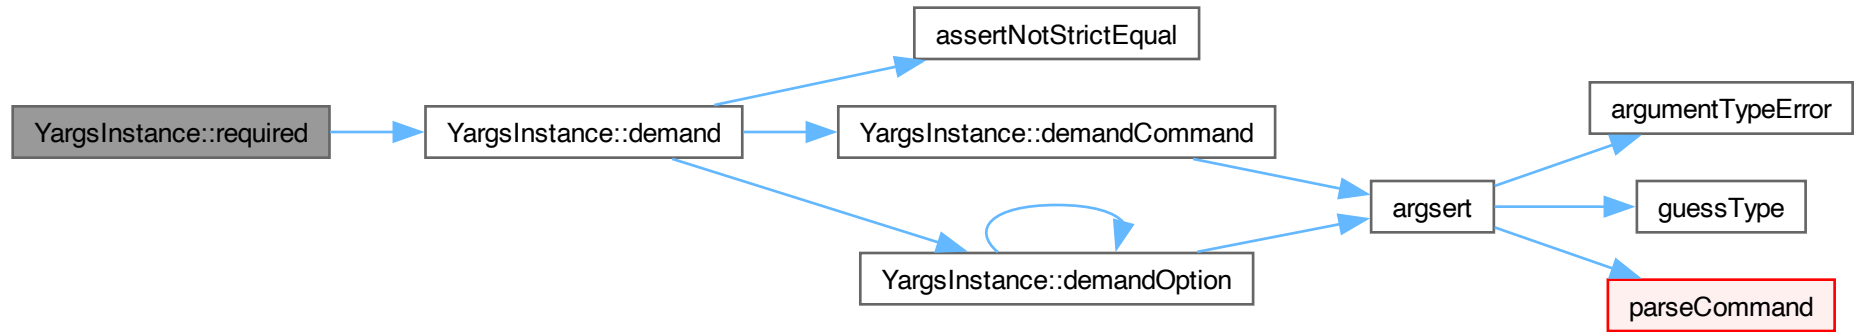 YargsInstance::required
YargsInstance::demand
assertNotStrictEqual
YargsInstance::demandCommand
YargsInstance::demandOption
argsert
argumentTypeError
guessType
parseCommand